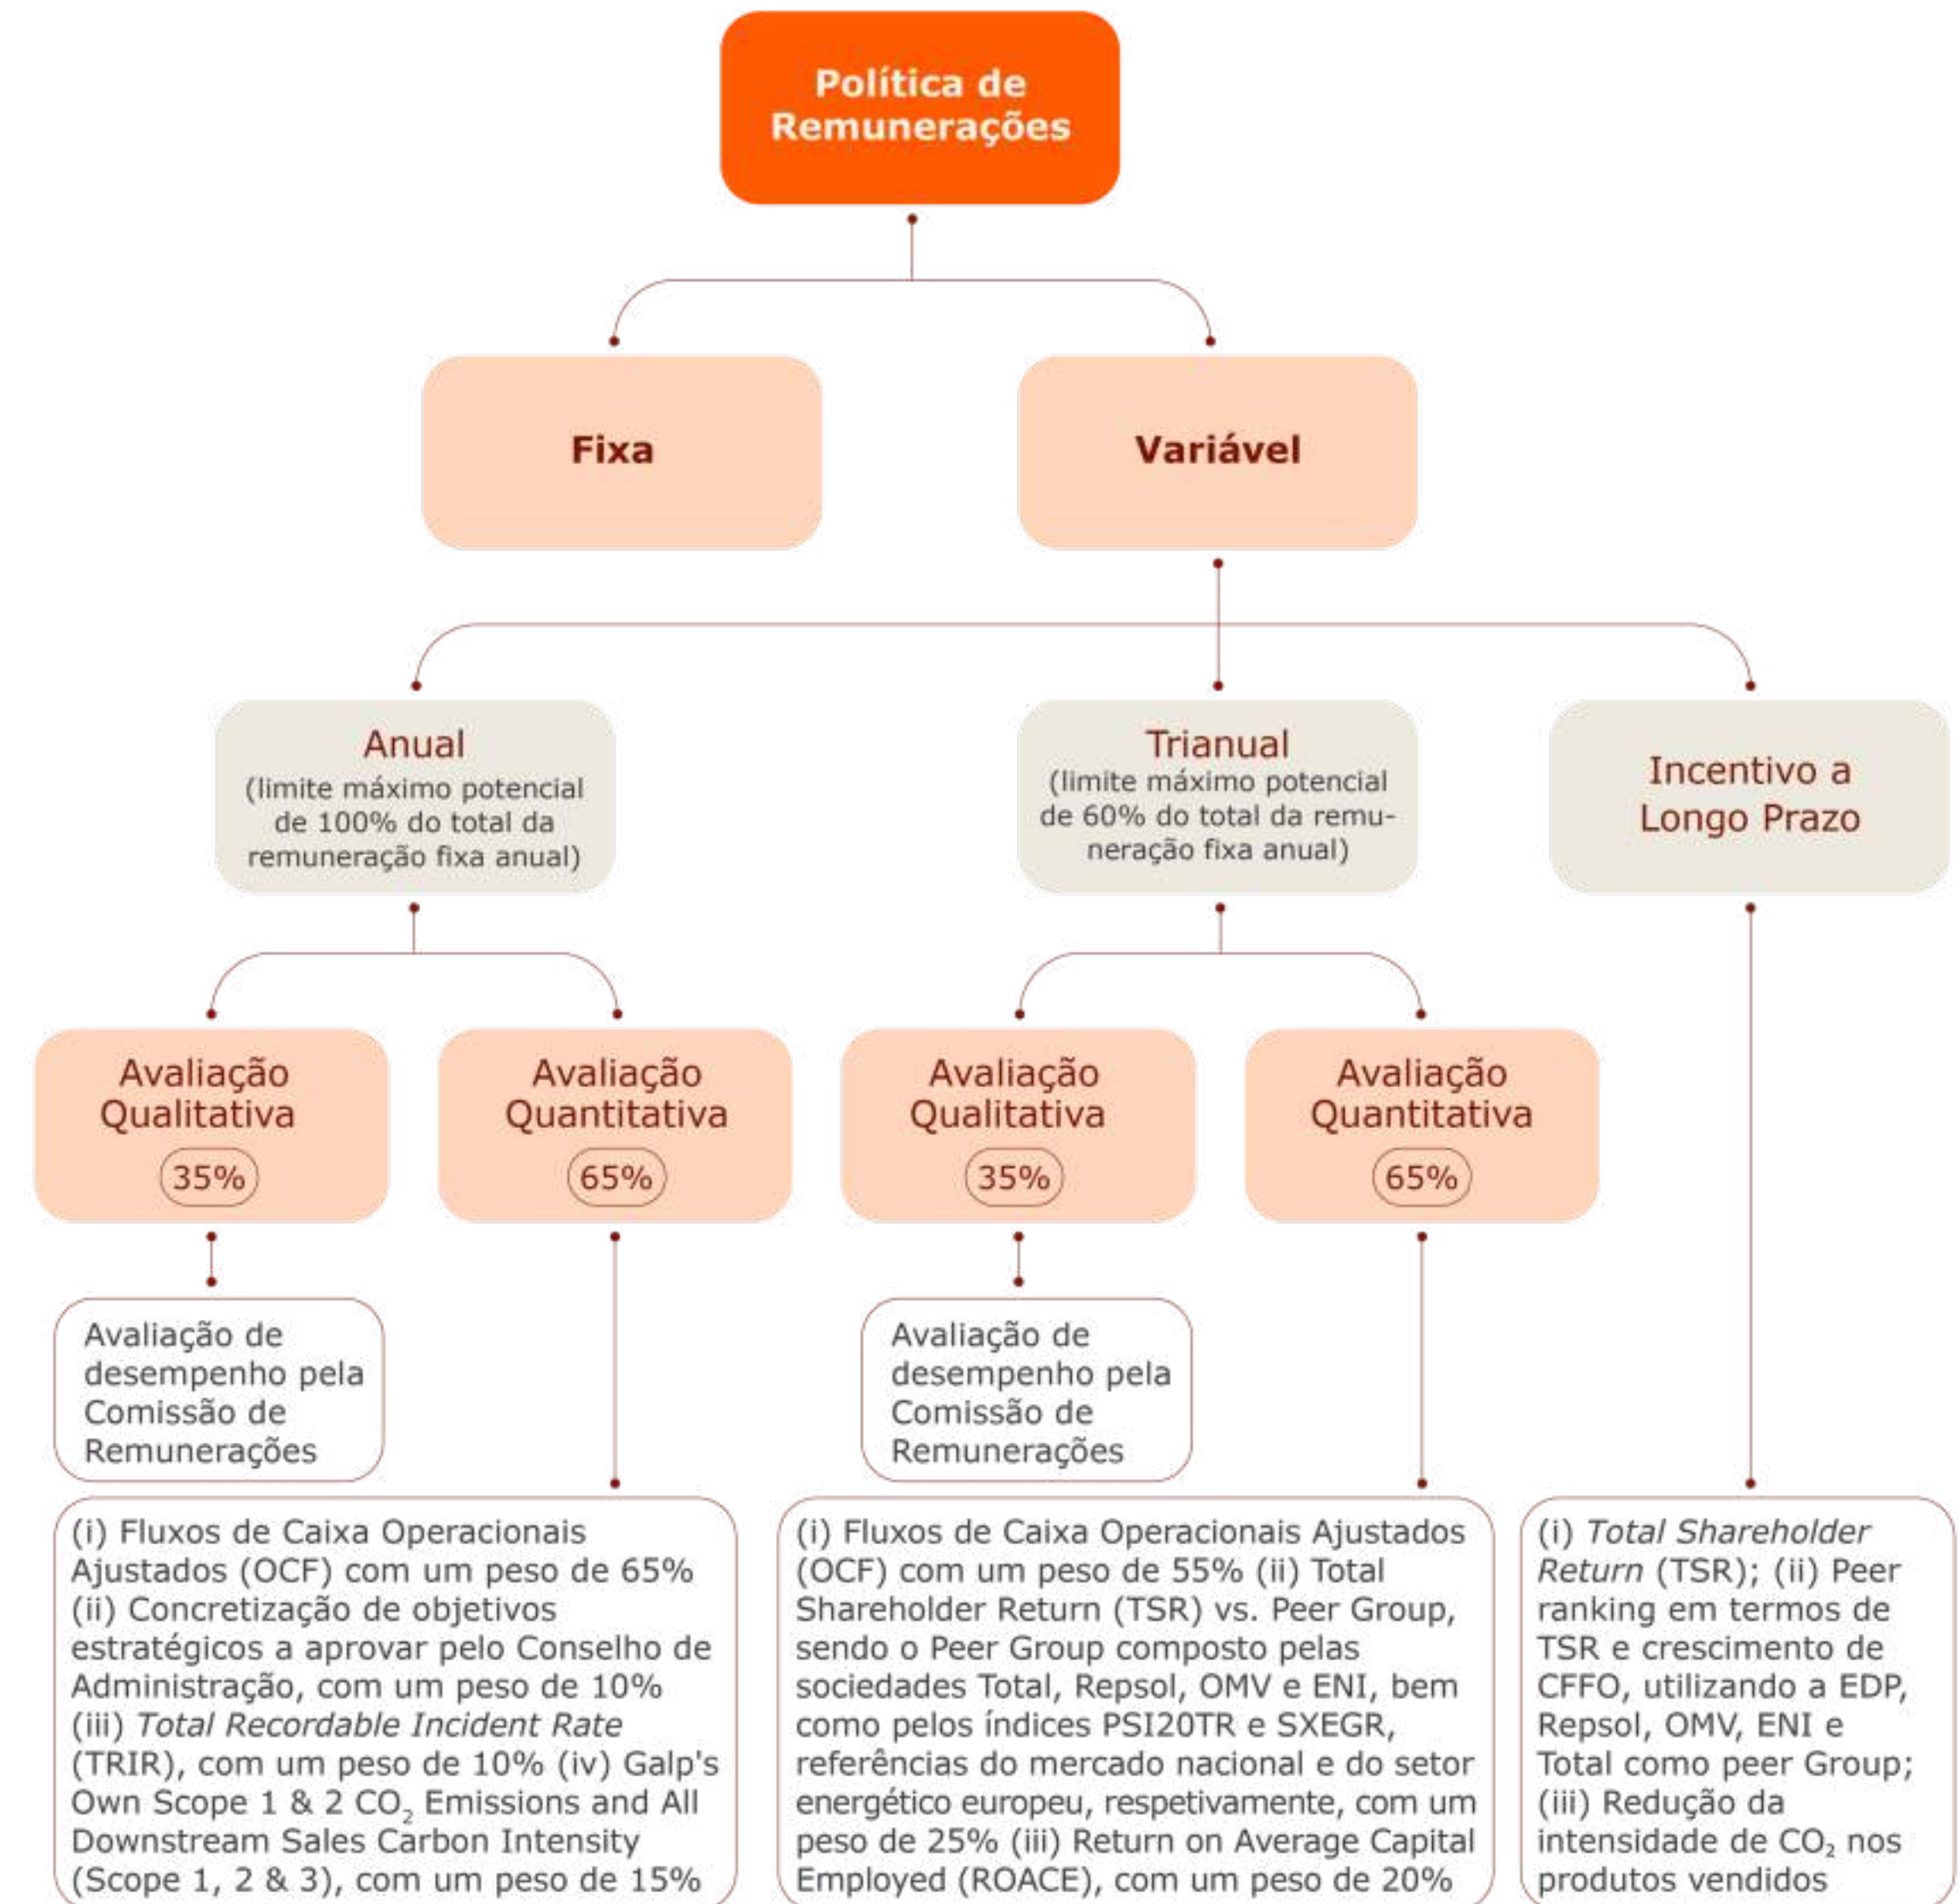 Política de
Remunerações
Fixa
Variável
Anual
(limite máximo potencial
de 100% do total da
remuneração fixa anual)
Trianual
(limite máximo potencial
de 60% do total da remu-
neração fixa anual)
Incentivo a
Longo Prazo
Avaliação
Qualitativa
35%
Avaliação
Quantitativa
65%
Avaliação
Qualitativa
35%
Avaliação
Quantitativa
65%
Avaliação de
desempenho pela
Comissão de
Remunerações
Avaliação de
desempenho pela
Comissão de
Remunerações
(i) Fluxos de Caixa Operacionais
Ajustados (OCF) com um peso de 65%
(ii) Concretização de objetivos
estratégicos a aprovar pelo Conselho de
Administração, com um peso de 10%
(iii) Total Recordable Incident Rate
(TRIR), com um peso de 10% (iv) Galp's
Own Scope 1 & 2 CO₂ Emissions and All
Downstream Sales Carbon Intensity
(Scope 1, 2 & 3), com um peso de 15%
(i) Fluxos de Caixa Operacionais Ajustados
(OCF) com um peso de 55% (ii) Total
Shareholder Return (TSR) vs. Peer Group,
sendo o Peer Group composto pelas
sociedades Total, Repsol, OMV e ENI, bem
como pelos índices PSI20TR e SXEGR,
referências do mercado nacional e do setor
energético europeu, respetivamente, com um
peso de 25% (iii) Return on Average Capital
Employed (ROACE), com um peso de 20%
(i) Total Shareholder
Return (TSR); (ii) Peer
ranking em termos de
TSR e crescimento de
CFFO, utilizando a EDP,
Repsol, OMV, ENI e
Total como peer Group;
(iii) Redução da
intensidade de CO₂ nos
produtos vendidos